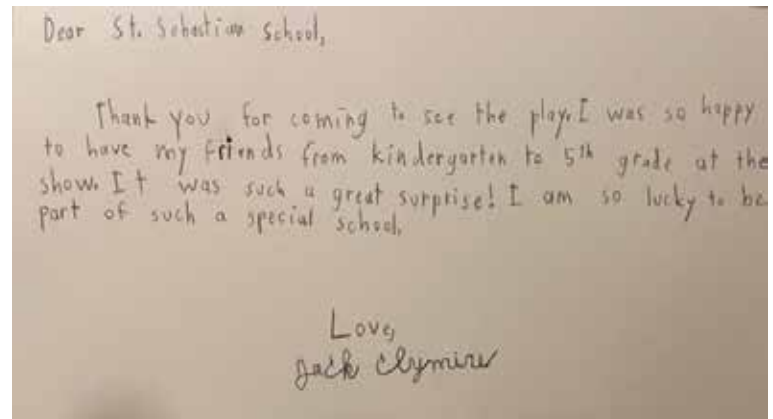 Dear St. Sebastian School,
Thank you for coming to see the play. I was so happy
to have my friends from kindergarten to 5th grade at the
show. It was such a great surprise! I am so lucky to be
part of such a special school.
Love,
Jack Clymire